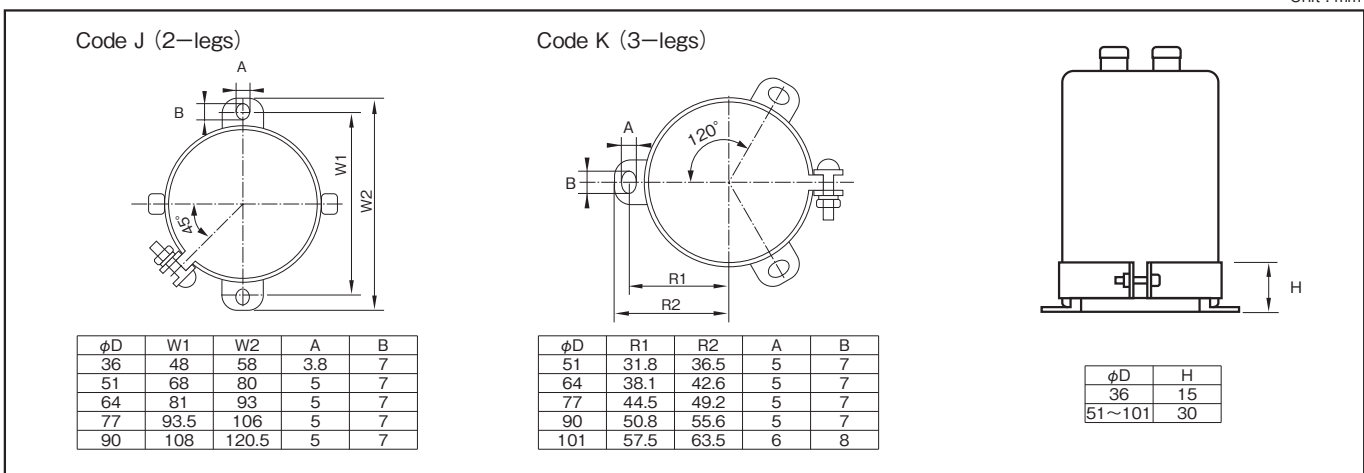 Code J (2−legs)
A
B
W1
W2
45°
φD W1 W2 A B
36 48 58 3.8 7
51 68 80 5 7
64 81 93 5 7
77 93.5 106 5 7
90 108 120.5 5 7
Code K (3−legs)
120°
A
B
R1
R2
φD R1 R2 A B
51 31.8 36.5 5 7
64 38.1 42.6 5 7
77 44.5 49.2 5 7
90 50.8 55.6 5 7
101 57.5 63.5 6 8
H
φD H
36 15
51~101 30